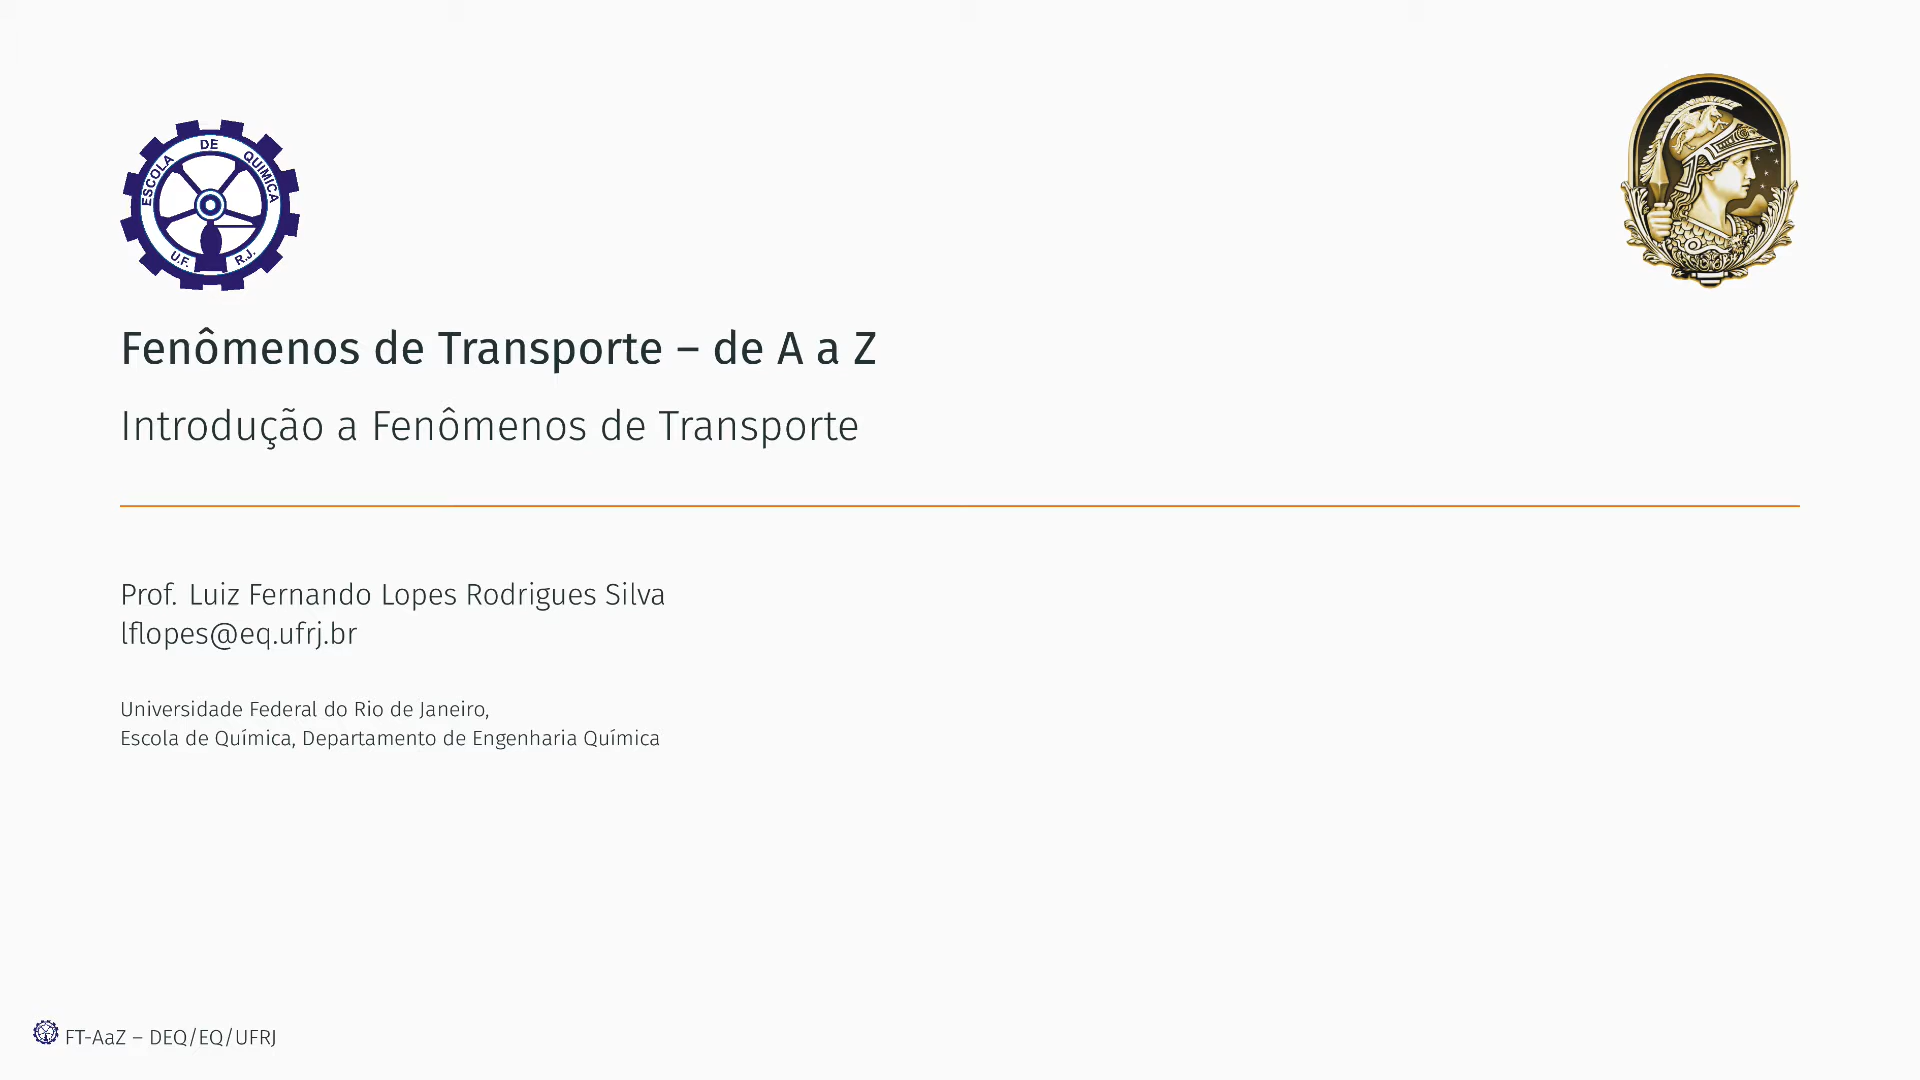 ESCOLA DE QUIMICA
U.F. R.J.
Fenômenos de Transporte – de A a Z
Introdução a Fenômenos de Transporte
Prof. Luiz Fernando Lopes Rodrigues Silva
lflopes@eq.ufrj.br
Universidade Federal do Rio de Janeiro,
Escola de Química, Departamento de Engenharia Química
FT-AaZ – DEQ/EQ/UFRJ